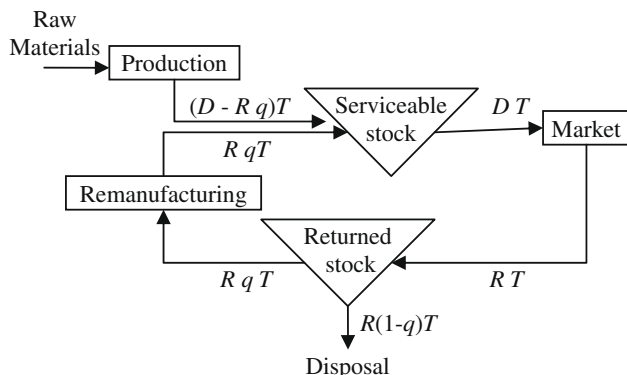 Raw
Materials
Production
(D - R q)T
Serviceable
stock
D T
Market
R qT
Remanufacturing
Returned
stock
R q T
R T
R(1-q)T
Disposal